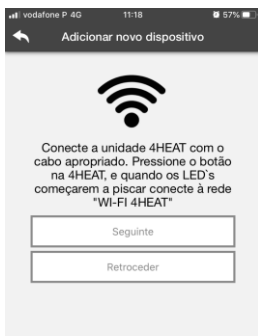 vodafone P 4G 11:18 57%
Adicionar novo dispositivo
Conecte a unidade 4HEAT com o
cabo apropriado. Pressione o botão
na 4HEAT, e quando os LED`s
começarem a piscar conecte à rede
"WI-FI 4HEAT"
Seguinte
Retroceder